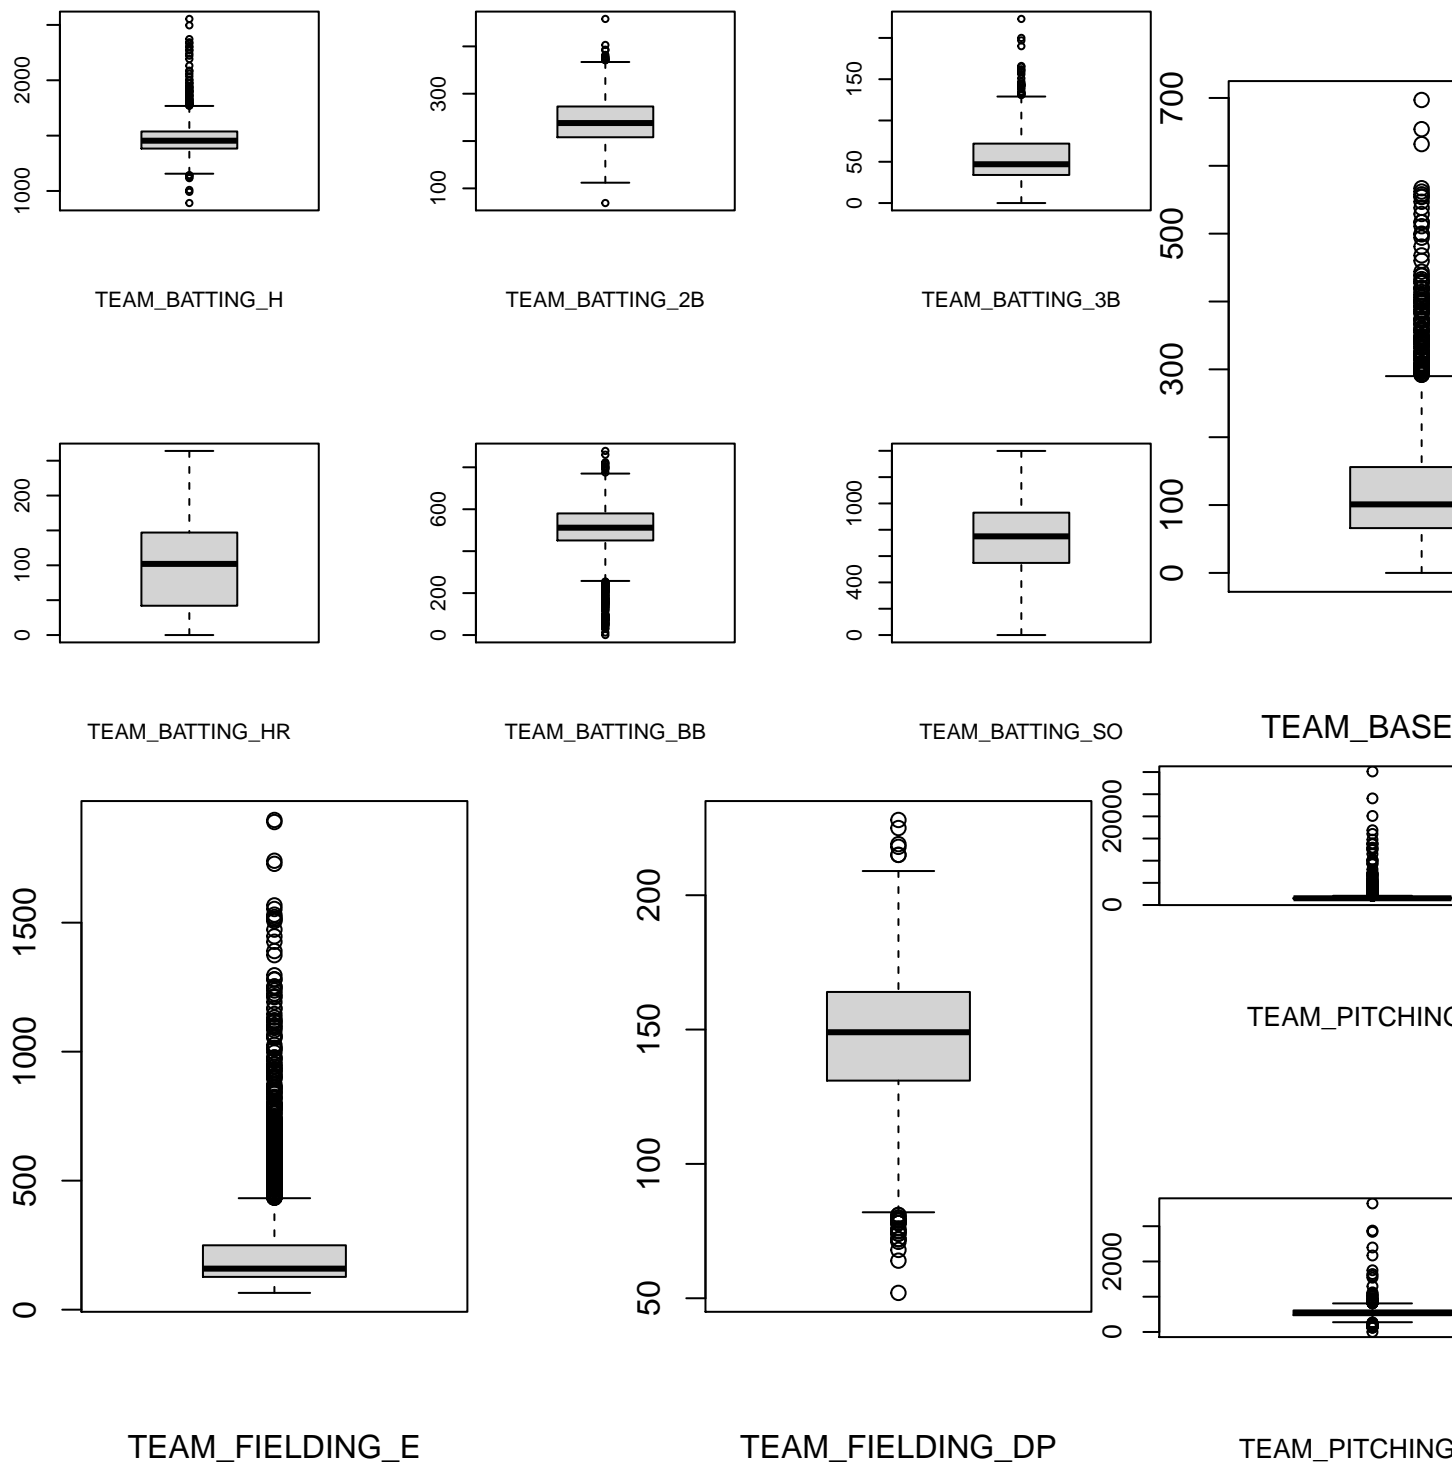 1000 2000
TEAM_BATTING_H
100 300
TEAM_BATTING_2B
0 50 150
TEAM_BATTING_3B
0 100 200
TEAM_BATTING_HR
0 200 600
TEAM_BATTING_BB
0 400 1000
TEAM_BATTING_SO
0 100 300 500 700
TEAM_BASE
0 500 1000 1500
TEAM_FIELDING_E
50 100 150 200
TEAM_FIELDING_DP
0 20000
TEAM_PITCHING
0 2000
TEAM_PITCHING